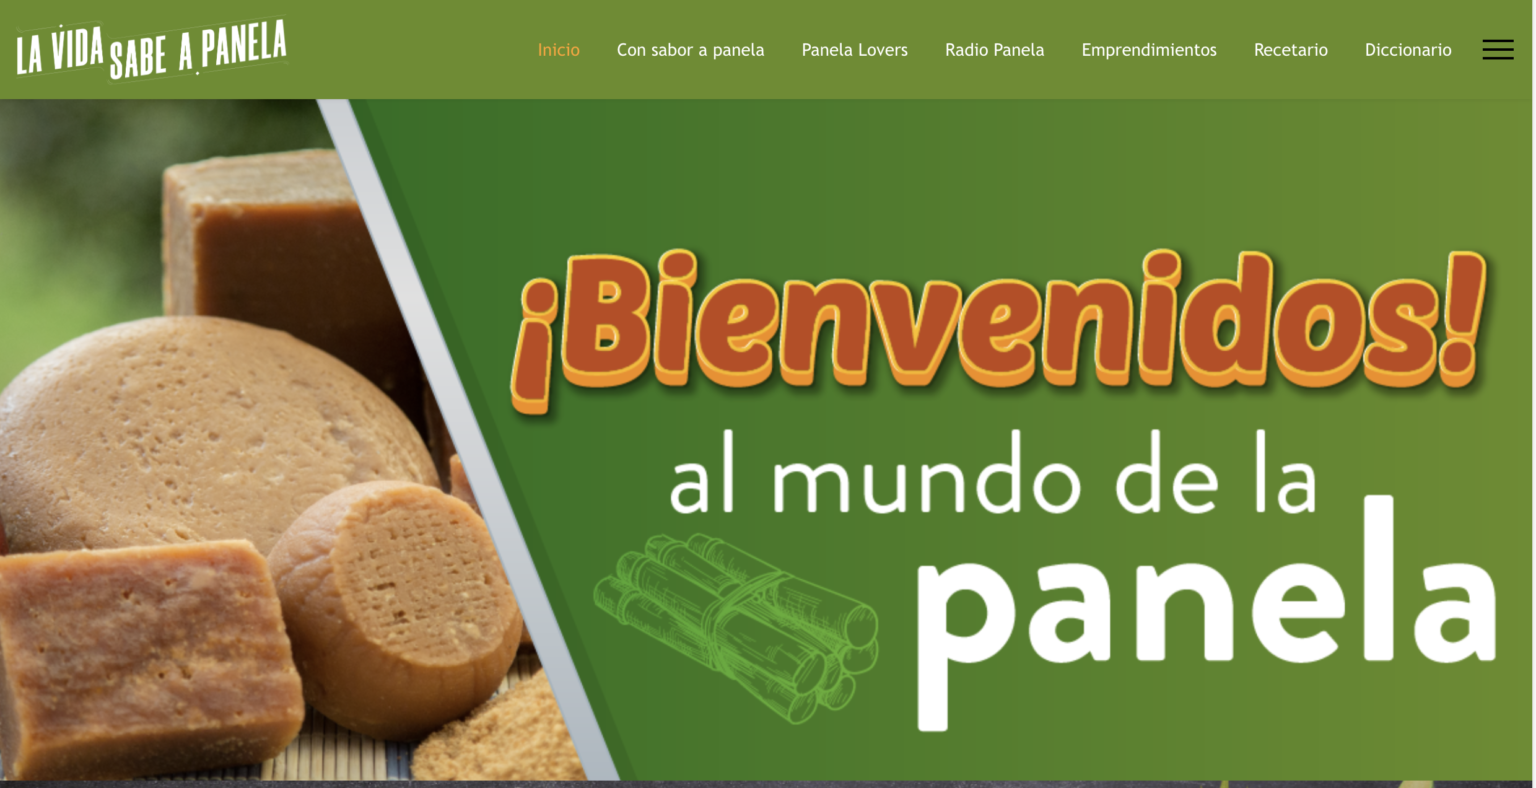 LA VIDA SABE A PANELA
Inicio
Con sabor a panela
Panela Lovers
Radio Panela
Emprendimientos
Recetario
Diccionario
¡Bienvenidos!
al mundo de la
panela